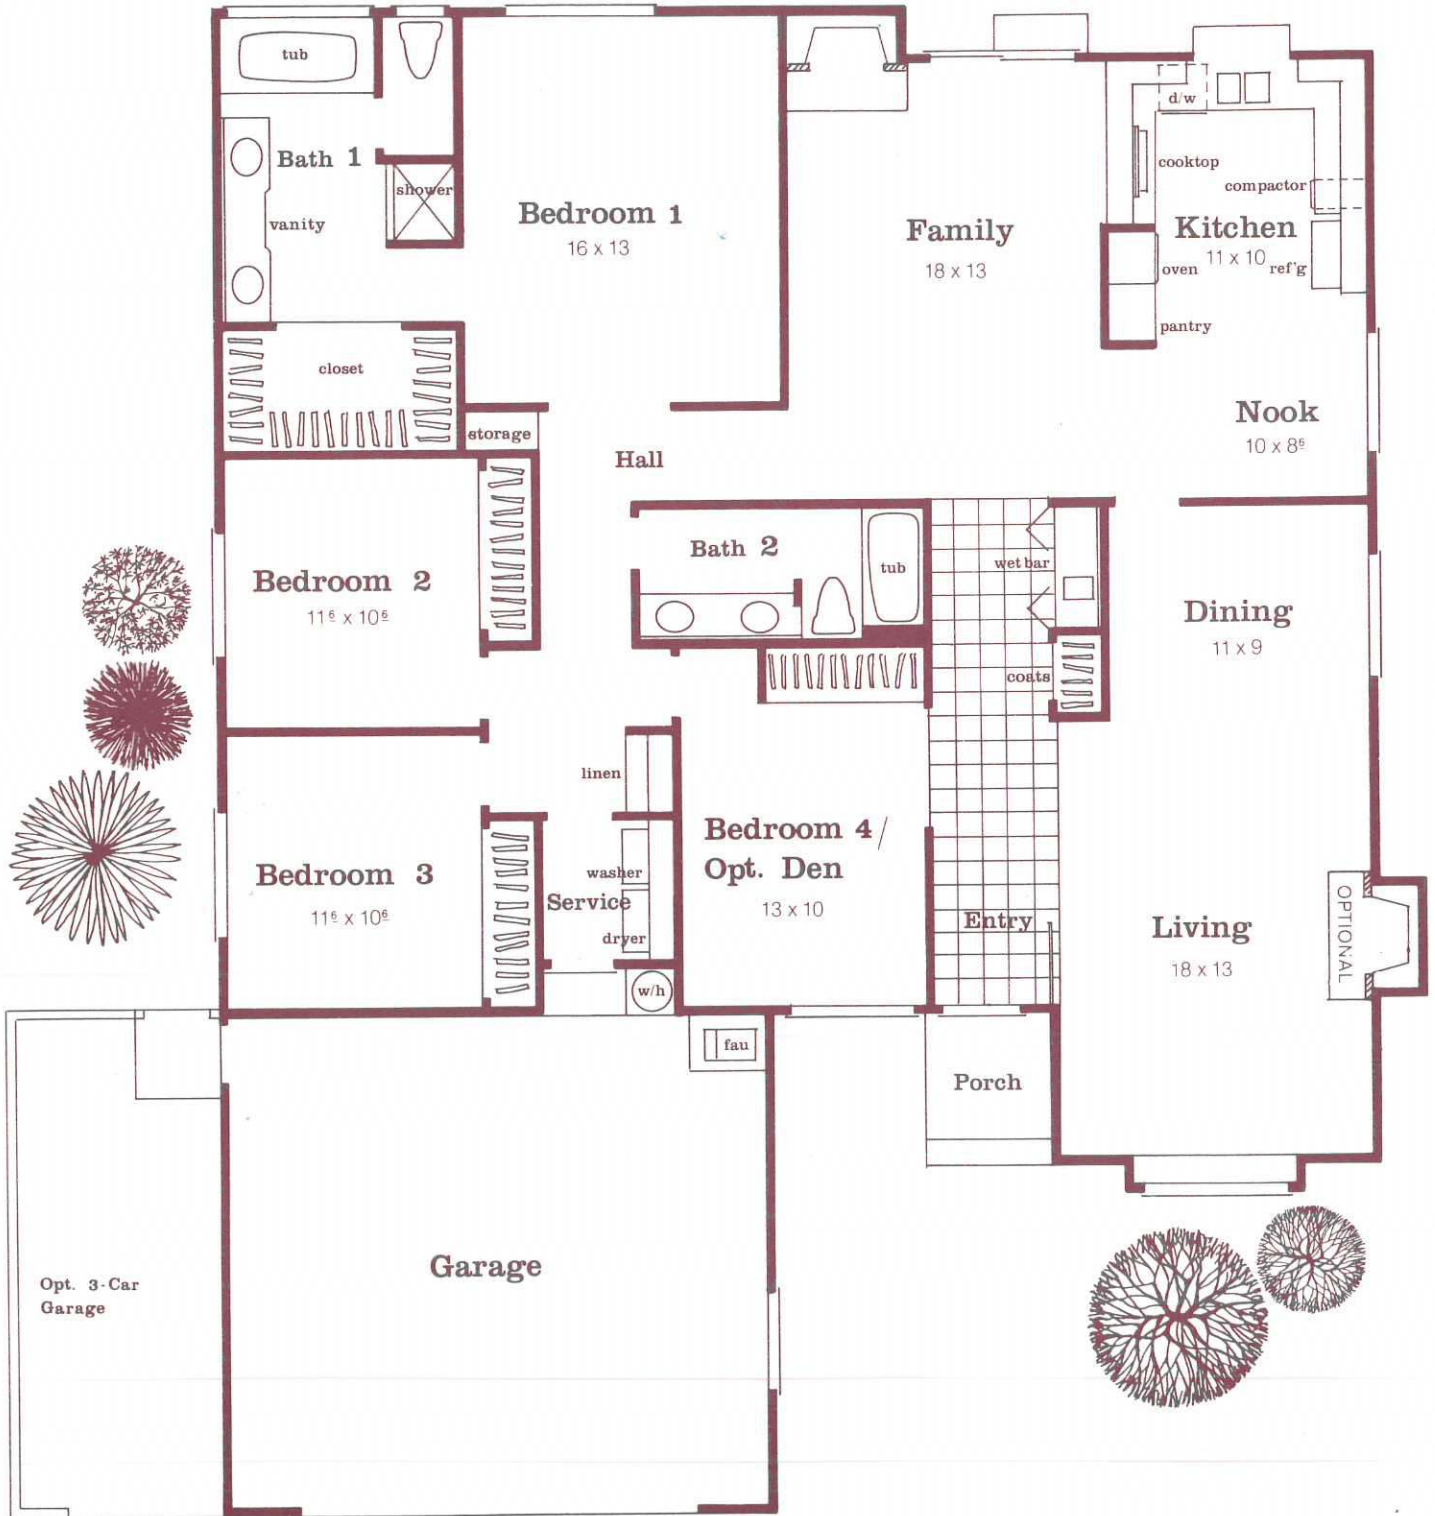 tub
d/w
Bath 1
cooktop
shower
compactor
Bedroom 1
16 x 13
vanity
Family
18 x 13
Kitchen
11 x 10
oven
ref'g
pantry
closet
Nook
10 x 8⁶
storage
Hall
Bath 2
tub
wet bar
Bedroom 2
11⁶ x 10⁶
Dining
11 x 9
coats
linen
Bedroom 4/
Opt. Den
13 x 10
Bedroom 3
11⁶ x 10⁶
washer
Service
dryer
Entry
Living
18 x 13
OPTIONAL
w/h
fau
Porch
Garage
Opt. 3-Car
Garage